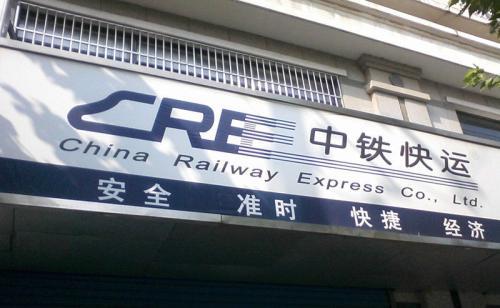 CRE 中铁快运
China Railway Express Co., Ltd.
安全 准时 快捷 经济